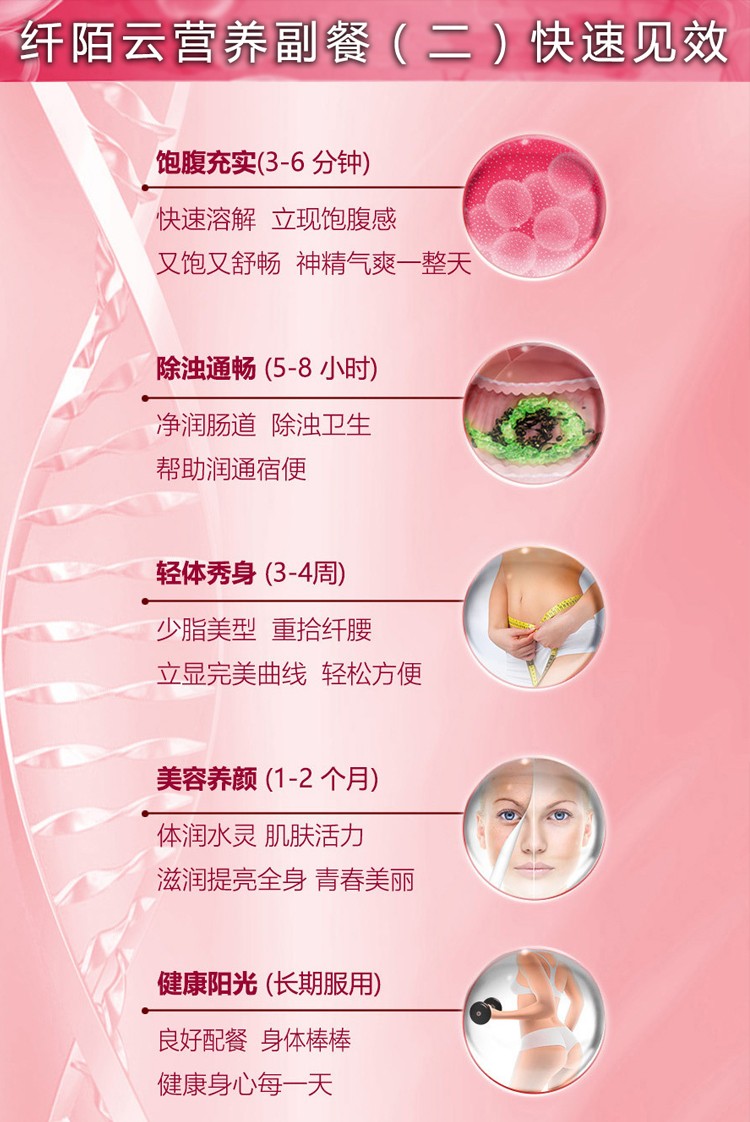 纤陌云营养副餐（二）快速见效
饱腹充实(3-6 分钟)
快速溶解 立现饱腹感
又饱又舒畅 神精气爽一整天
除浊通畅 (5-8 小时)
净润肠道 除浊卫生
帮助润通宿便
轻体秀身 (3-4周)
少脂美型 重拾纤腰
立显完美曲线 轻松方便
美容养颜 (1-2 个月)
体润水灵 肌肤活力
滋润提亮全身 青春美丽
健康阳光 (长期服用)
良好配餐 身体棒棒
健康身心每一天